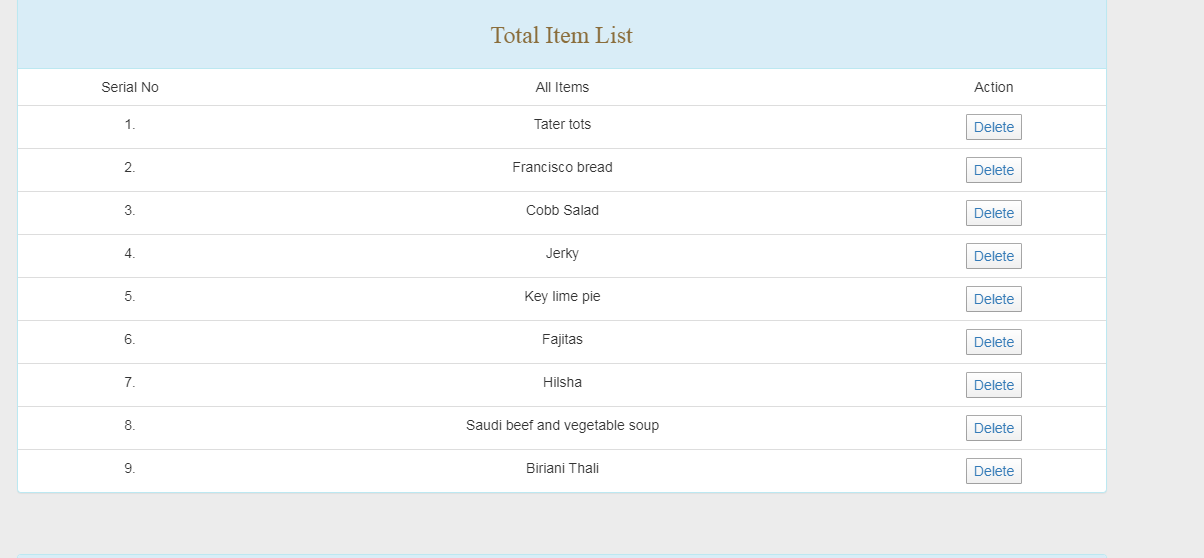 Total Item List
Serial No All Items Action
1. Tater tots Delete
2. Francisco bread Delete
3. Cobb Salad Delete
4. Jerky Delete
5. Key lime pie Delete
6. Fajitas Delete
7. Hilsha Delete
8. Saudi beef and vegetable soup Delete
9. Biriani Thali Delete